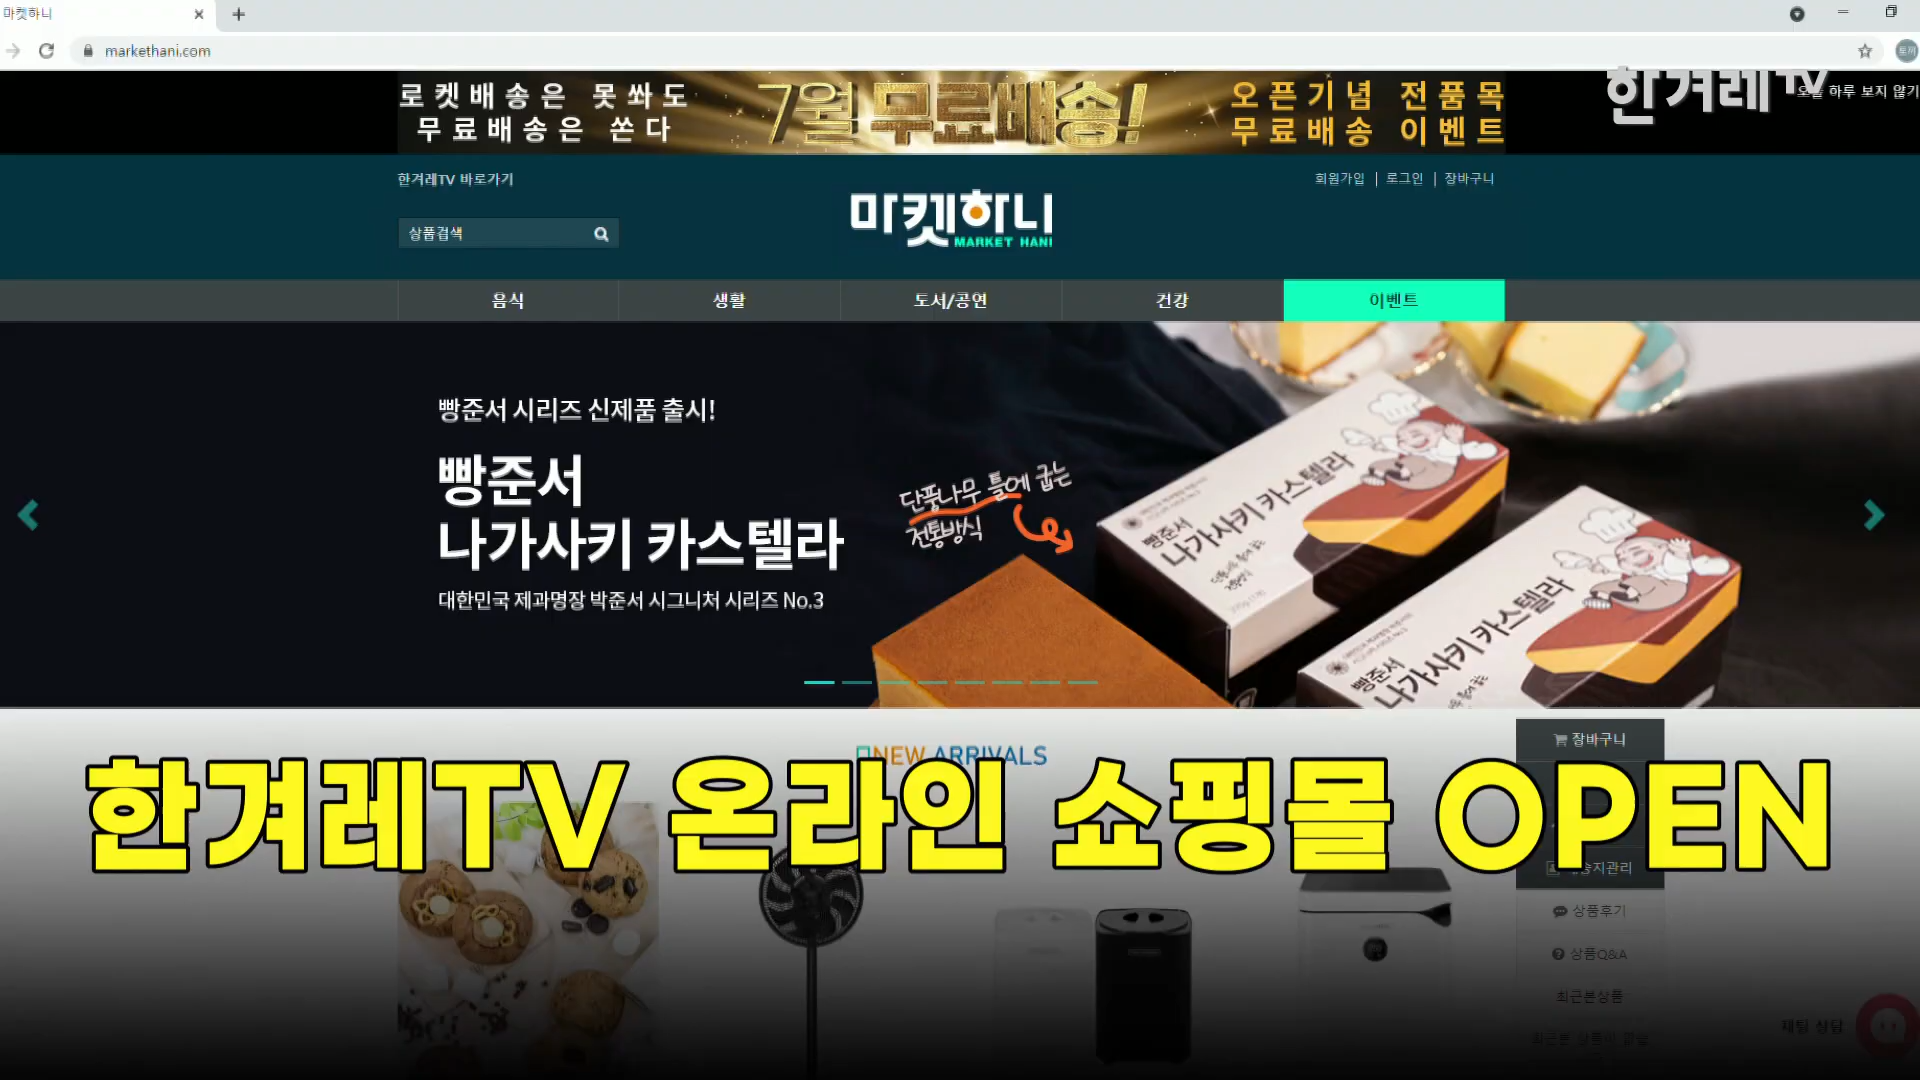 마켓하니
markethani.com
로켓배송은 못 쏴도
무료배송은 쏜다
7월 무료배송!
오픈기념 전품목
무료배송 이벤트
한겨레TV
하루 보지 않기
한겨레TV 바로가기
회원가입 | 로그인 | 장바구니
상품검색
마켓하니
MARKET HANI
음식
생활
도서/공연
건강
이벤트
빵준서 시리즈 신제품 출시!
빵준서
나가사키 카스텔라
대한민국 제과명장 박준서 시그니처 시리즈 No.3
단풍나무 틀에 굽는
전통방식
빵준서
나가사키 카스텔라
빵준서
나가사키 카스텔라
NEW ARRIVALS
장바구니
한겨레TV 온라인 쇼핑몰 OPEN
상품후기
상품Q&A
최근본상품
채팅 상담